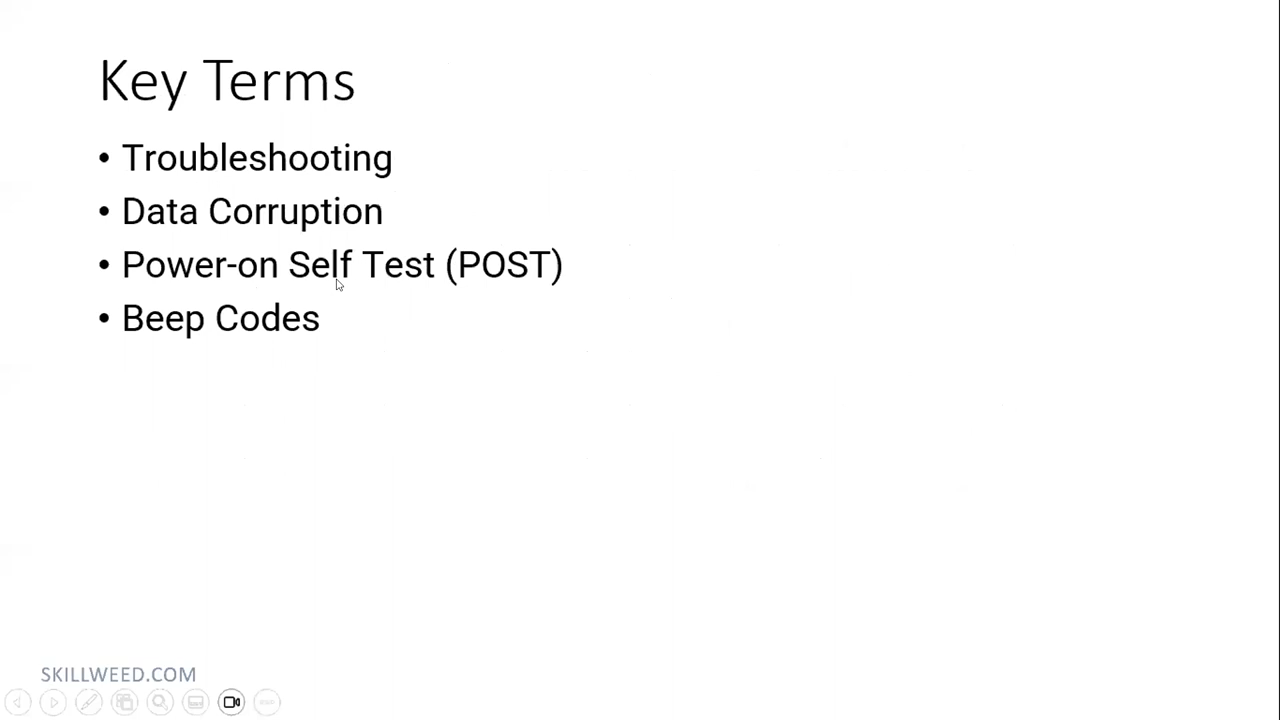 Key Terms
• Troubleshooting
• Data Corruption
• Power-on Self Test (POST)
• Beep Codes
SKILLWEED.COM